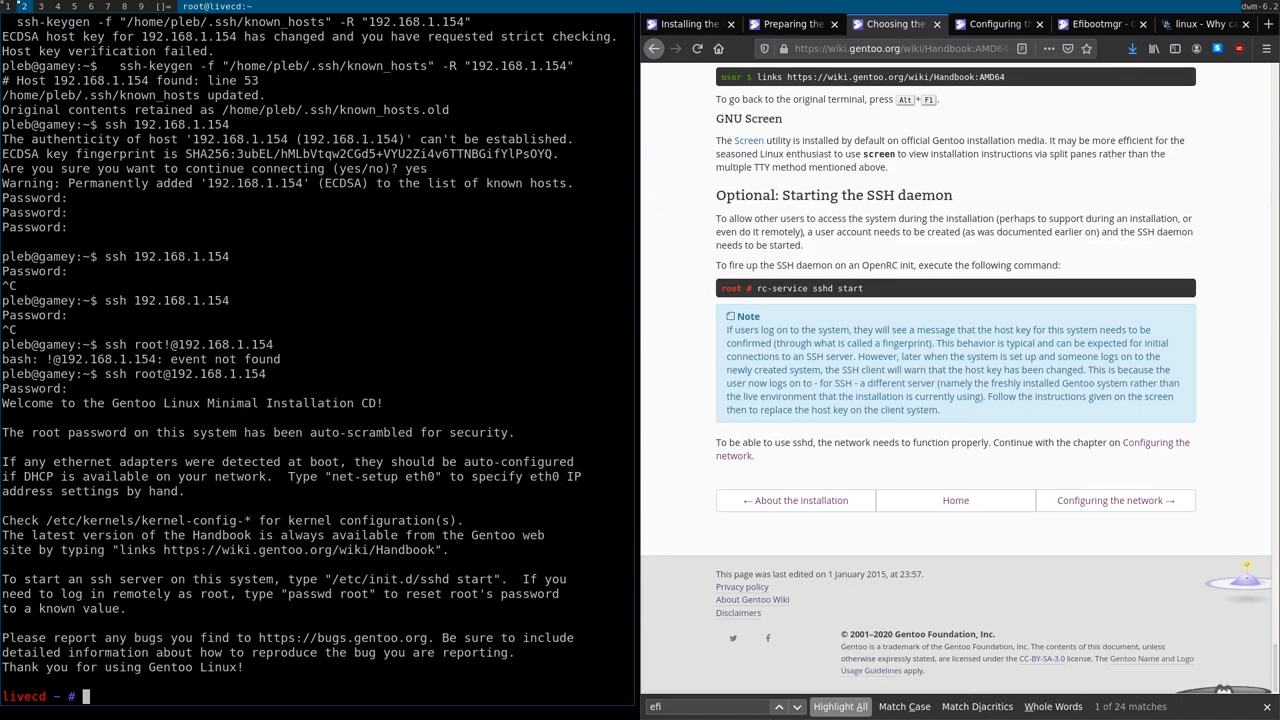 1 2 3 4 5 6 7 8 9 []= root@livecd:~ dwm-6.2
ssh-keygen -f "/home/pleb/.ssh/known_hosts" -R "192.168.1.154"
ECDSA host key for 192.168.1.154 has changed and you have requested strict checking.
Host key verification failed.
pleb@gamey:~$   ssh-keygen -f "/home/pleb/.ssh/known_hosts" -R "192.168.1.154"
# Host 192.168.1.154 found: line 53
/home/pleb/.ssh/known_hosts updated.
Original contents retained as /home/pleb/.ssh/known_hosts.old
pleb@gamey:~$ ssh 192.168.1.154
The authenticity of host '192.168.1.154 (192.168.1.154)' can't be established.
ECDSA key fingerprint is SHA256:3ubEL/hMLbVtqw2CGd5+VYU2Zi4v6TTNBGifYlPsOYQ.
Are you sure you want to continue connecting (yes/no)? yes
Warning: Permanently added '192.168.1.154' (ECDSA) to the list of known hosts.
Password:
Password:
Password:
pleb@gamey:~$ ssh 192.168.1.154
Password:
^C
pleb@gamey:~$ ssh 192.168.1.154
Password:
^C
pleb@gamey:~$ ssh root!@192.168.1.154
bash: !@192.168.1.154: event not found
pleb@gamey:~$ ssh root@192.168.1.154
Password:
Welcome to the Gentoo Linux Minimal Installation CD!
The root password on this system has been auto-scrambled for security.
If any ethernet adapters were detected at boot, they should be auto-configured
if DHCP is available on your network.  Type "net-setup eth0" to specify eth0 IP
address settings by hand.
Check /etc/kernels/kernel-config-* for kernel configuration(s).
The latest version of the Handbook is always available from the Gentoo web
site by typing "links https://wiki.gentoo.org/wiki/Handbook".
To start an ssh server on this system, type "/etc/init.d/sshd start".  If you
need to log in remotely as root, type "passwd root" to reset root's password
to a known value.
Please report any bugs you find to https://bugs.gentoo.org. Be sure to include
detailed information about how to reproduce the bug you are reporting.
Thank you for using Gentoo Linux!
livecd ~ #
Installing the Preparing the Choosing the Configuring th Efibootmgr - G linux - Why ca
https://wiki.gentoo.org/wiki/Handbook:AMD64
user $ links https://wiki.gentoo.org/wiki/Handbook:AMD64
To go back to the original terminal, press Alt+F1.
GNU Screen
The Screen utility is installed by default on official Gentoo installation media. It may be more efficient for the
seasoned Linux enthusiast to use screen to view installation instructions via split panes rather than the
multiple TTY method mentioned above.
Optional: Starting the SSH daemon
To allow other users to access the system during the installation (perhaps to support during an installation, or
even do it remotely), a user account needs to be created (as was documented earlier on) and the SSH daemon
needs to be started.
To fire up the SSH daemon on an OpenRC init, execute the following command:
root # rc-service sshd start
Note
If users log on to the system, they will see a message that the host key for this system needs to be
confirmed (through what is called a fingerprint). This behavior is typical and can be expected for initial
connections to an SSH server. However, later when the system is set up and someone logs on to the
newly created system, the SSH client will warn that the host key has been changed. This is because the
user now logs on to - for SSH - a different server (namely the freshly installed Gentoo system rather than
the live environment that the installation is currently using). Follow the instructions given on the screen
then to replace the host key on the client system.
To be able to use sshd, the network needs to function properly. Continue with the chapter on Configuring the
network.
← About the installation Home Configuring the network →
This page was last edited on 1 January 2015, at 23:57.
Privacy policy
About Gentoo Wiki
Disclaimers
© 2001–2020 Gentoo Foundation, Inc.
Gentoo is a trademark of the Gentoo Foundation, Inc. The contents of this document, unless
otherwise expressly stated, are licensed under the CC-BY-SA-3.0 license. The Gentoo Name and Logo
Usage Guidelines apply.
efi Highlight All Match Case Match Diacritics Whole Words 1 of 24 matches